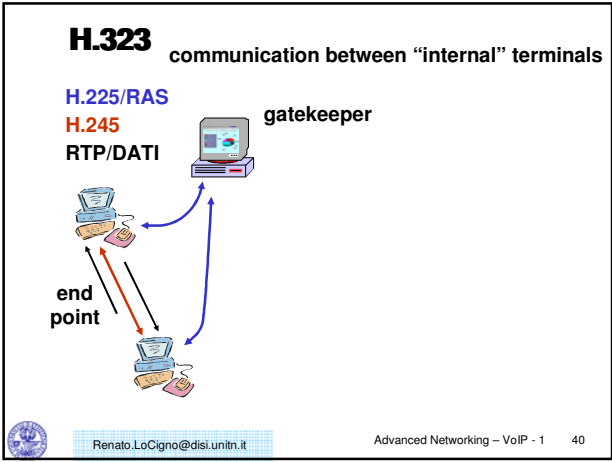 H.323 communication between “internal” terminals
H.225/RAS
H.245
RTP/DATI
gatekeeper
end
point
Renato.LoCigno@disi.unitn.it
Advanced Networking – VoIP - 1 40